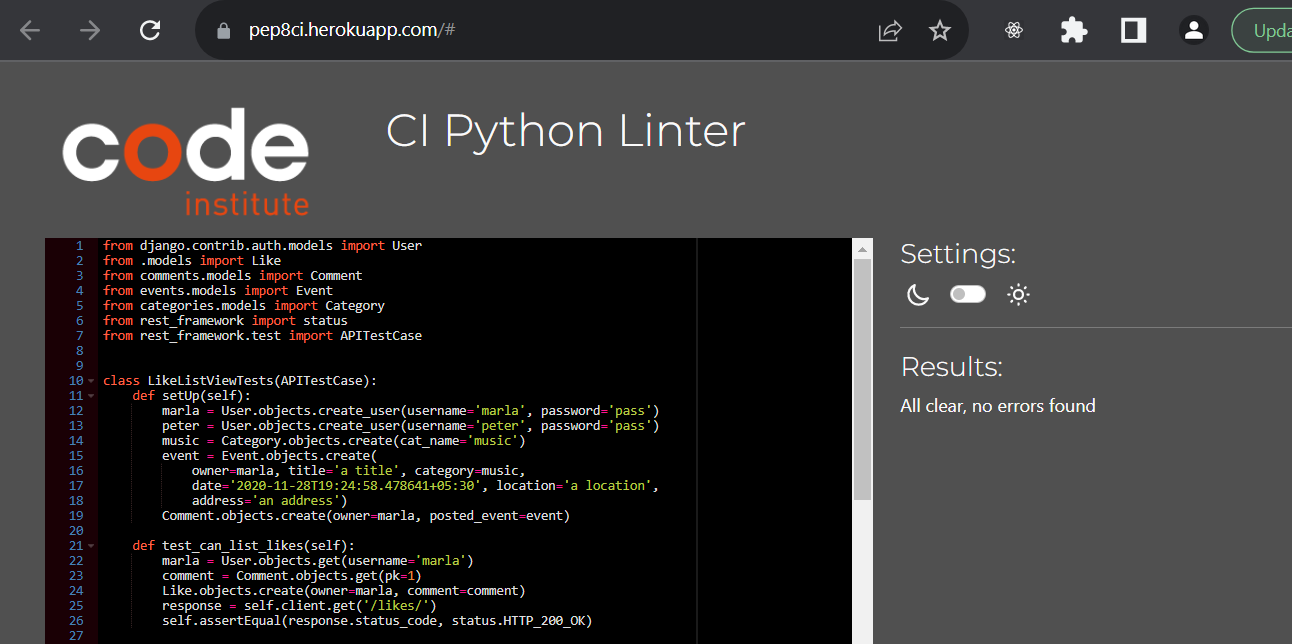 pep8ci.herokuapp.com/#
Upda
code
institute
CI Python Linter
1 from django.contrib.auth.models import User
2 from .models import Like
3 from comments.models import Comment
4 from events.models import Event
5 from categories.models import Category
6 from rest_framework import status
7 from rest_framework.test import APITestCase
8
9
10 class LikeListViewTests(APITestCase):
11     def setUp(self):
12         marla = User.objects.create_user(username='marla', password='pass')
13         peter = User.objects.create_user(username='peter', password='pass')
14         music = Category.objects.create(cat_name='music')
15         event = Event.objects.create(
16             owner=marla, title='a title', category=music,
17             date='2020-11-28T19:24:58.478641+05:30', location='a location',
18             address='an address')
19         Comment.objects.create(owner=marla, posted_event=event)
20
21     def test_can_list_likes(self):
22         marla = User.objects.get(username='marla')
23         comment = Comment.objects.get(pk=1)
24         Like.objects.create(owner=marla, comment=comment)
25         response = self.client.get('/likes/')
26         self.assertEqual(response.status_code, status.HTTP_200_OK)
27
Settings:
Results:
All clear, no errors found